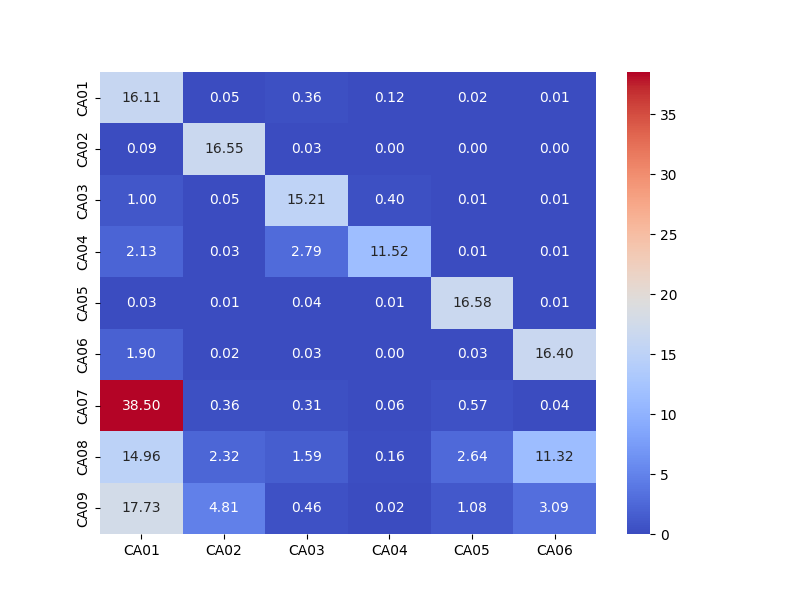 CA01 16.11 0.05 0.36 0.12 0.02 0.01
CA02 0.09 16.55 0.03 0.00 0.00 0.00
CA03 1.00 0.05 15.21 0.40 0.01 0.01
CA04 2.13 0.03 2.79 11.52 0.01 0.01
CA05 0.03 0.01 0.04 0.01 16.58 0.01
CA06 1.90 0.02 0.03 0.00 0.03 16.40
CA07 38.50 0.36 0.31 0.06 0.57 0.04
CA08 14.96 2.32 1.59 0.16 2.64 11.32
CA09 17.73 4.81 0.46 0.02 1.08 3.09
CA01 CA02 CA03 CA04 CA05 CA06
35
30
25
20
15
10
5
0